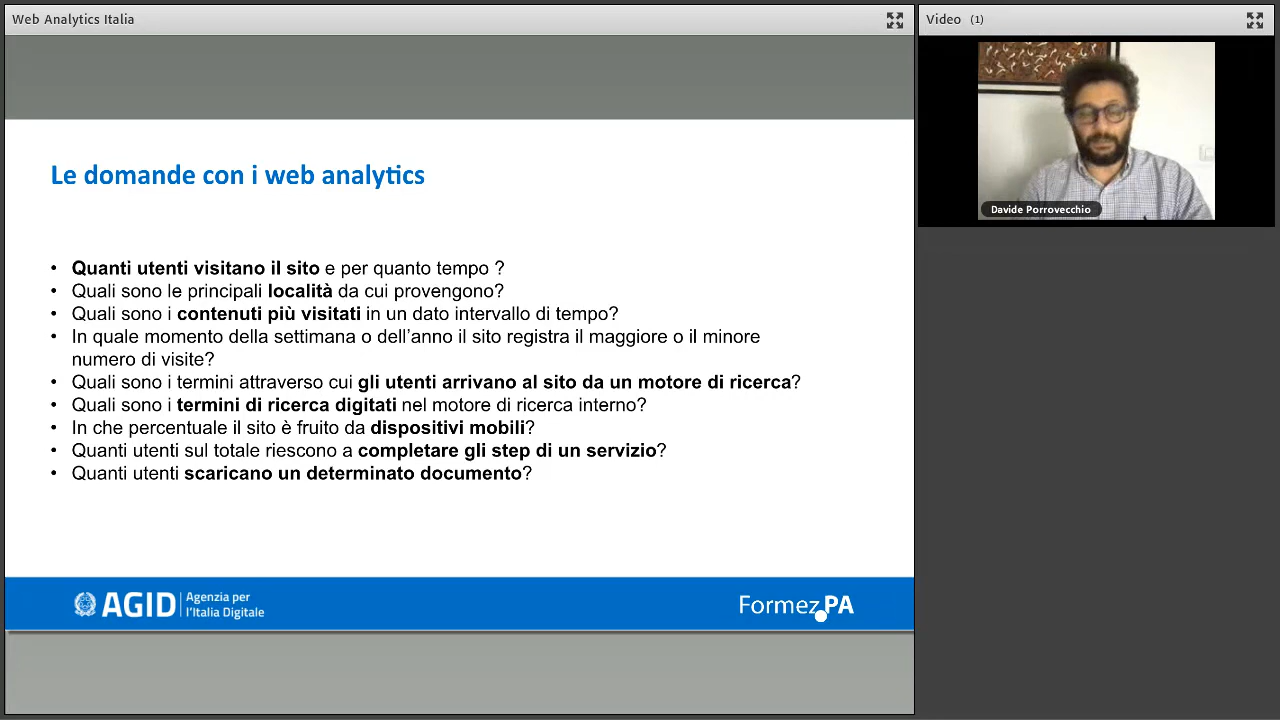 Web Analytics Italia
Video (1)
Davide Porrovecchio
Le domande con i web analytics
• Quanti utenti visitano il sito e per quanto tempo ?
• Quali sono le principali località da cui provengono?
• Quali sono i contenuti più visitati in un dato intervallo di tempo?
• In quale momento della settimana o dell’anno il sito registra il maggiore o il minore
numero di visite?
• Quali sono i termini attraverso cui gli utenti arrivano al sito da un motore di ricerca?
• Quali sono i termini di ricerca digitati nel motore di ricerca interno?
• In che percentuale il sito è fruito da dispositivi mobili?
• Quanti utenti sul totale riescono a completare gli step di un servizio?
• Quanti utenti scaricano un determinato documento?
AGID
Agenzia per
l’Italia Digitale
Formez PA